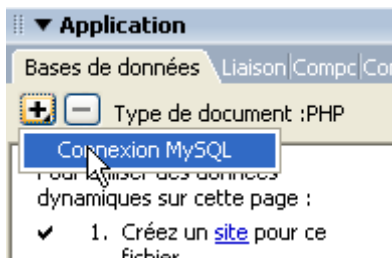 Application
Bases de données Liaison Compc Cor
Type de document :PHP
Connexion MySQL
Pour utiliser des données
dynamiques sur cette page :
1. Créez un site pour ce
fichier